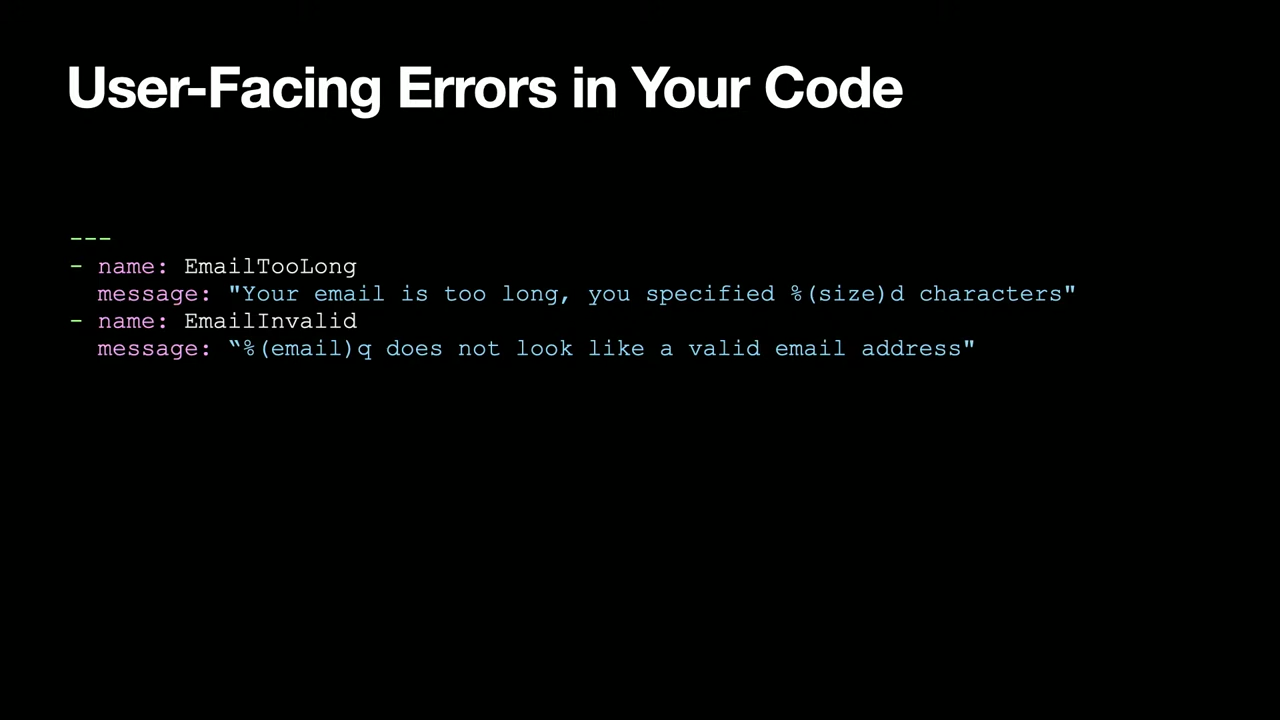 User-Facing Errors in Your Code
---
- name: EmailTooLong
  message: "Your email is too long, you specified %(size)d characters"
- name: EmailInvalid
  message: “%(email)q does not look like a valid email address"